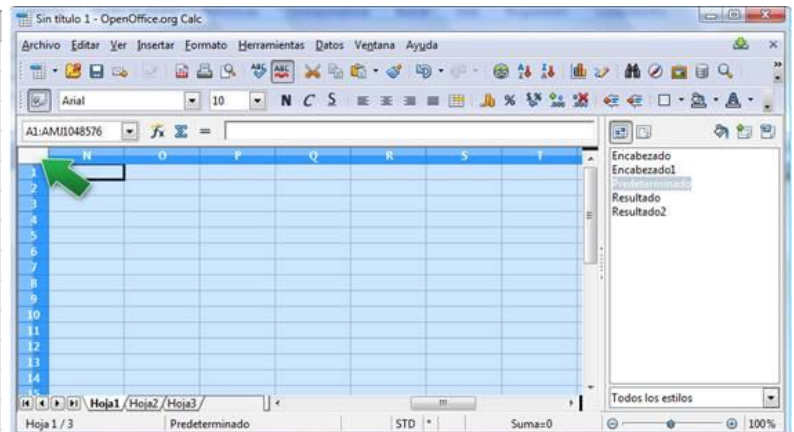 Sin título 1 - OpenOffice.org Calc
Archivo Editar Ver Insertar Formato Herramientas Datos Ventana Ayuda
Arial 10 N C S
A1:AMJ1048576
N O P Q R S T
1
2
3
4
5
6
7
8
9
10
11
12
13
14
15
Encabezado
Encabezado1
Predeterminado
Resultado
Resultado2
Todos los estilos
Hoja1 Hoja2 Hoja3
Hoja 1 / 3 Predeterminado STD * Suma=0 100%